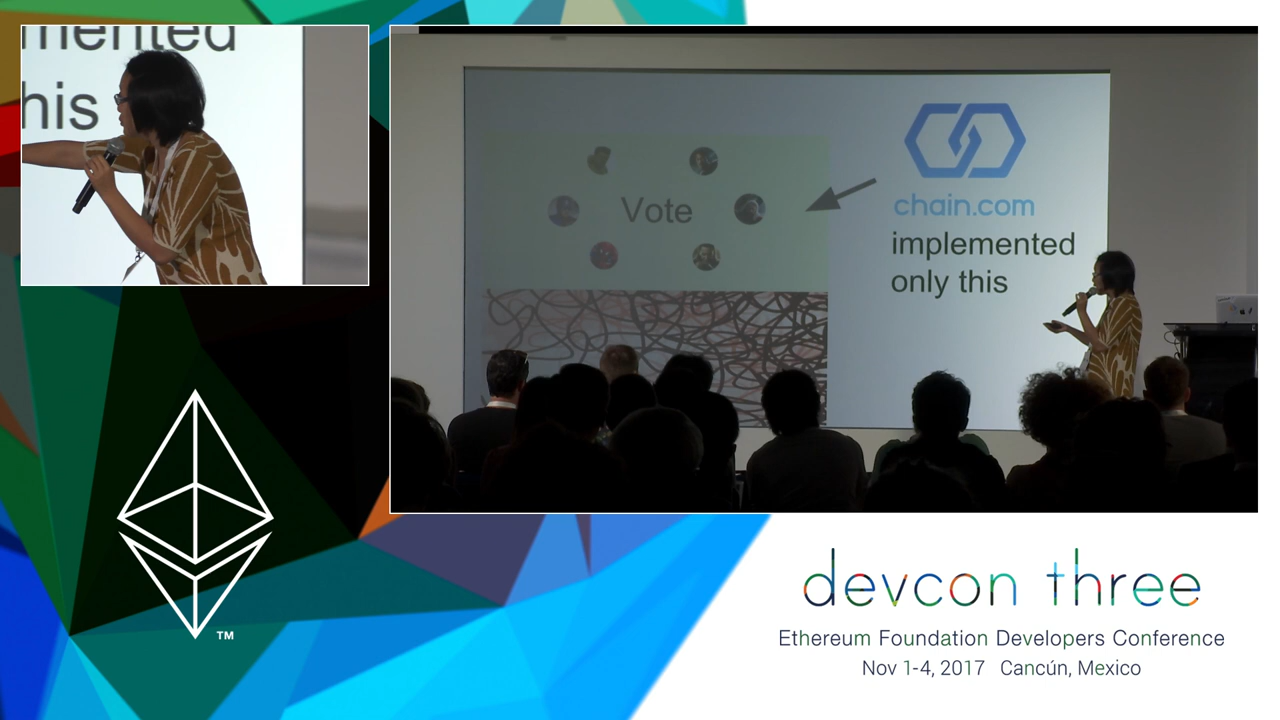 mented
his
Vote
chain.com
implemented
only this
TM
devcon three
Ethereum Foundation Developers Conference
Nov 1-4, 2017 Cancún, Mexico